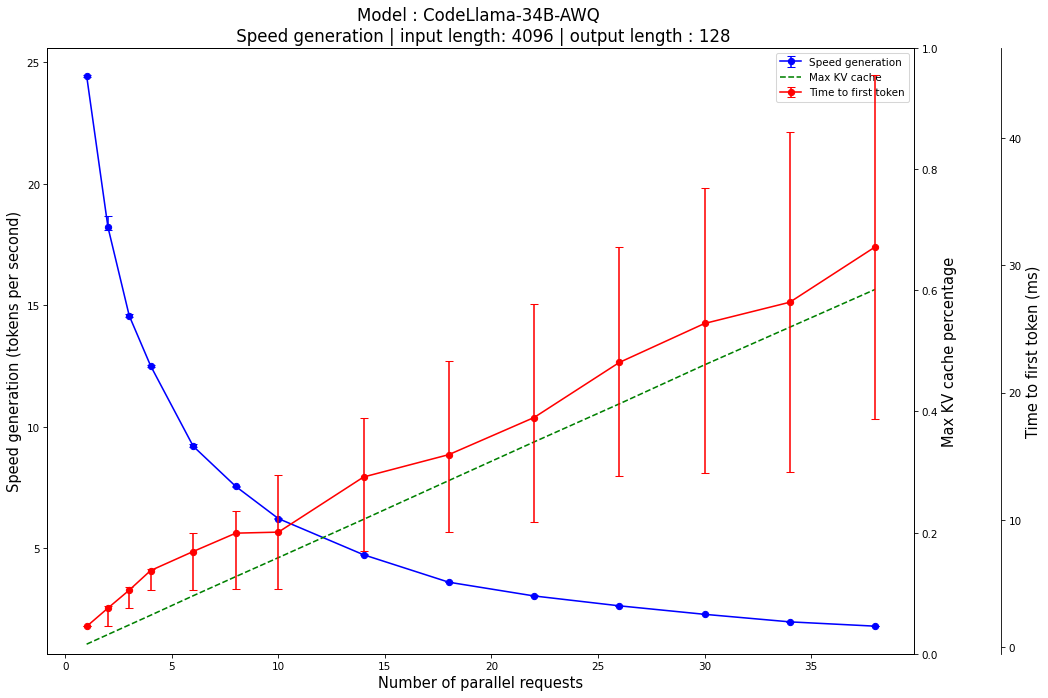 Model : CodeLlama-34B-AWQ
Speed generation | input length: 4096 | output length : 128
Speed generation
Max KV cache
Time to first token
Speed generation (tokens per second)
25
20
15
10
5
0
5
10
15
20
25
30
35
Number of parallel requests
1.0
0.8
0.6
0.4
0.2
0.0
Max KV cache percentage
40
30
20
10
0
Time to first token (ms)